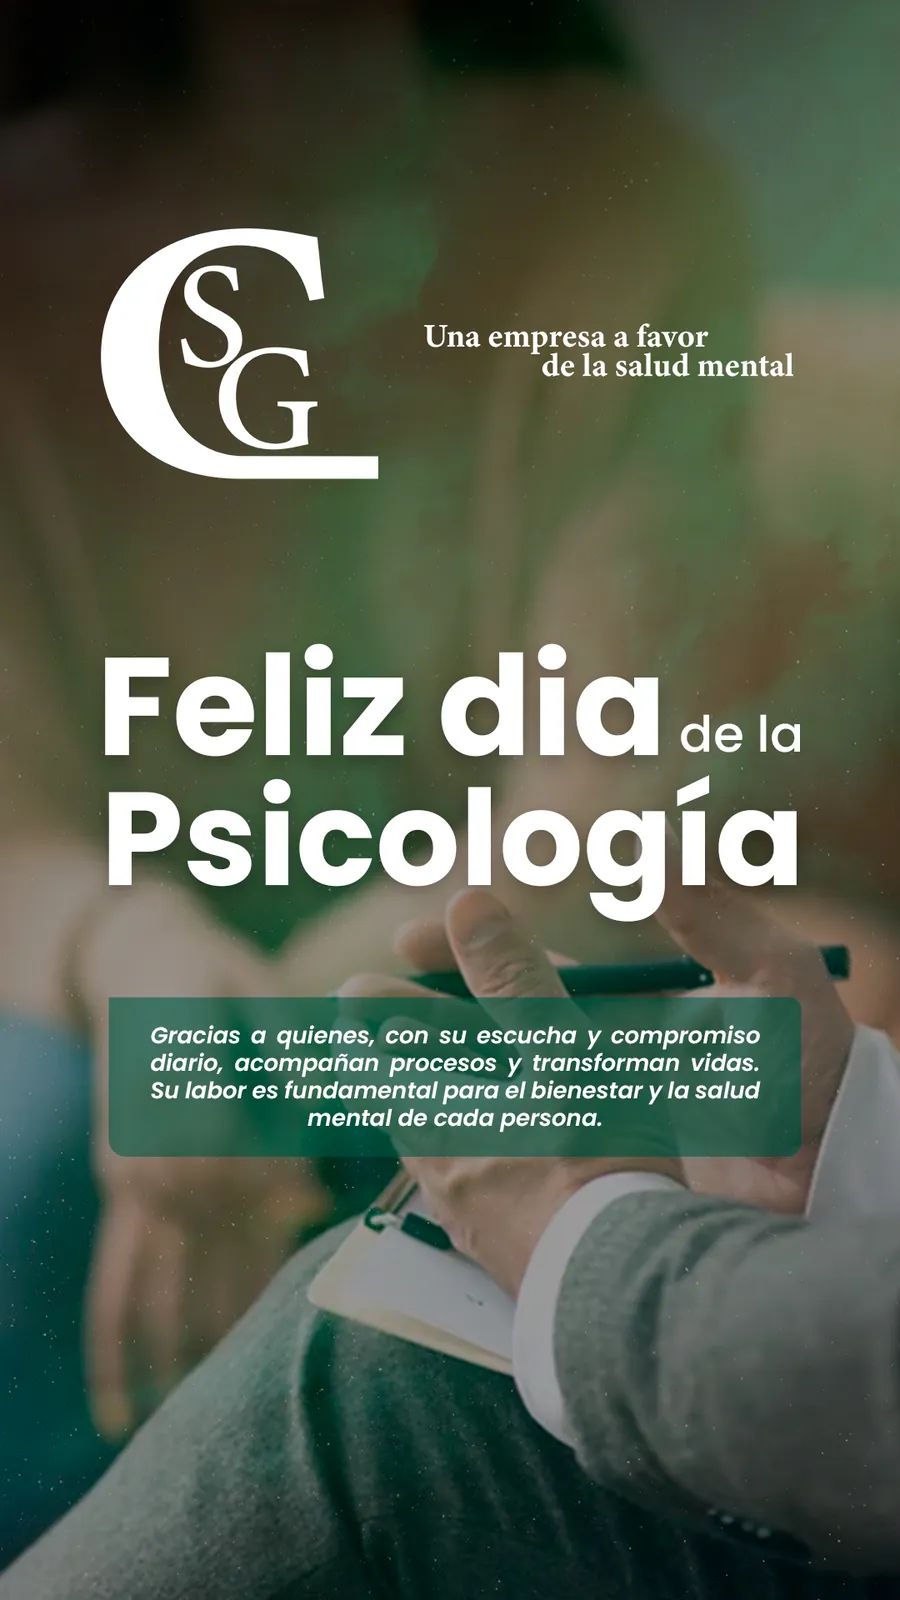 CSG
Una empresa a favor
de la salud mental
Feliz dia de la
Psicología
Gracias a quienes, con su escucha y compromiso
diario, acompañan procesos y transforman vidas.
Su labor es fundamental para el bienestar y la salud
mental de cada persona.